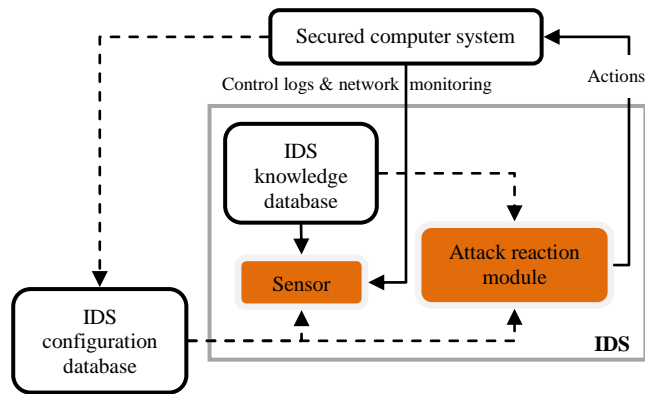 Secured computer system
Control logs & network monitoring
Actions
IDS
knowledge
database
Attack reaction
module
Sensor
IDS
configuration
database
IDS